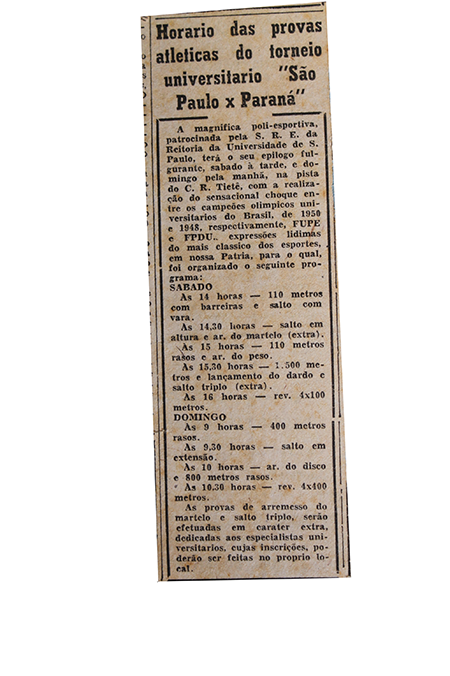 Horario das provas
atleticas do torneio
universitario "São
Paulo x Paraná"
A magnifica poli-esportiva,
patrocinada pela S. R. E. da
Reitoria da Universidade de S.
Paulo, terá o seu epilogo ful-
gurante, sabado à tarde, e do-
mingo pela manhã, na pista
do C. R. Tietê, com a realiza-
ção do sensacional choque en-
tre os campeões olimpicos uni-
versitarios do Brasil, de 1950
e 1948, respectivamente, FUPE
e FPDU.. expressões lidimas
do mais classico dos esportes,
em nossa Patria, para o qual,
foi organizado o seguinte pro-
grama:
SABADO
As 14 horas — 110 metros
com barreiras e salto com
vara.
As 14,30 horas — salto em
altura e ar. do martelo (extra).
As 15 horas — 110 metros
rasos e ar. do peso.
As 15,30 horas — 1.500 me-
tros e lançamento do dardo e
salto triplo (extra).
As 16 horas — rev. 4x100
metros.
DOMINGO
As 9 horas — 400 metros
rasos.
As 9,30 horas — salto em
extensão.
As 10 horas — ar. do disco
e 800 metros rasos.
As 10,30 horas — rev. 4x400
metros.
As provas de arremesso do
martelo e salto triplo, serão
efetuadas em carater extra,
dedicadas aos especialistas uni-
versitarios, cujas inscrições, po-
derão ser feitas no proprio lo-
cal.